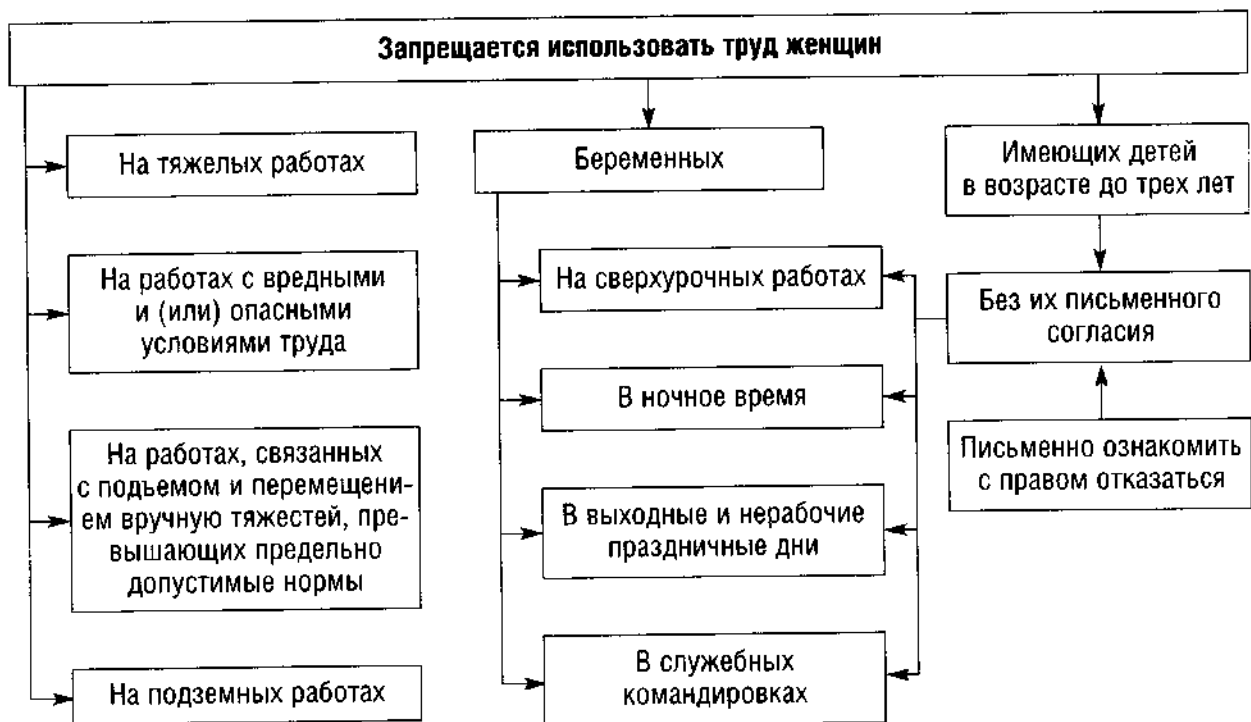 Запрещается использовать труд женщин
На тяжелых работах
На работах с вредными
и (или) опасными
условиями труда
На работах, связанных
с подъемом и перемещени-
ем вручную тяжестей, пре-
вышающих предельно
допустимые нормы
На подземных работах
Беременных
На сверхурочных работах
В ночное время
В выходные и нерабочие
праздничные дни
В служебных
командировках
Имеющих детей
в возрасте до трех лет
Без их письменного
согласия
Письменно ознакомить
с правом отказаться